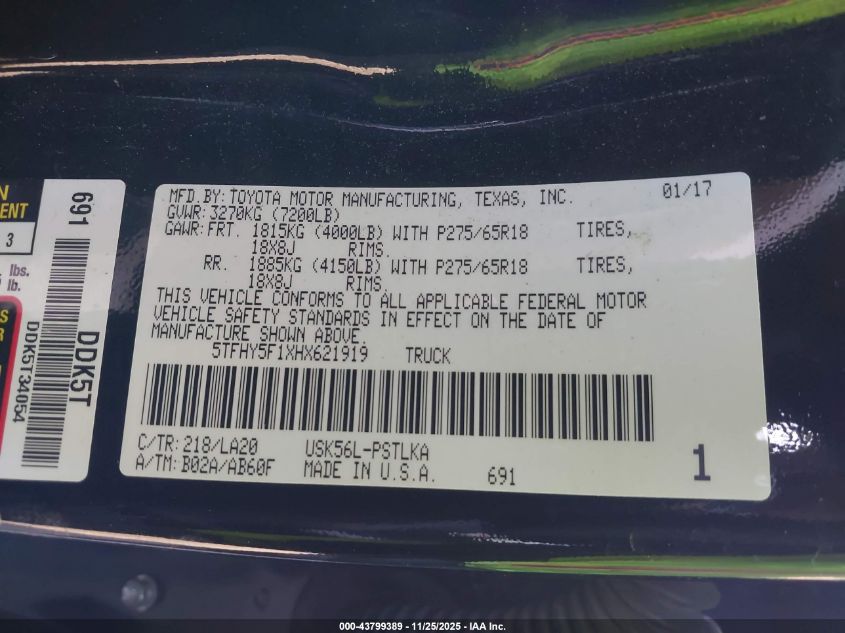 N
ENT
3
lbs.
lb.
S
R
691
DDK5T34054
DDK5T
MFD.BY: TOYOTA MOTOR MANUFACTURING, TEXAS, INC. 01/17
GVWR: 3270KG (7200LB)
GAWR: FRT. 1815KG (4000LB) WITH P275/65R18 TIRES,
18X8J RIMS.
RR. 1885KG (4150LB) WITH P275/65R18 TIRES,
18X8J RIMS.
THIS VEHICLE CONFORMS TO ALL APPLICABLE FEDERAL MOTOR
VEHICLE SAFETY STANDARDS IN EFFECT ON THE DATE OF
MANUFACTURE SHOWN ABOVE.
5TFHY5F1XHX621919 TRUCK
C/TR: 218/LA20 USK56L-PSTLKA
A/TM: B02A/AB60F MADE IN U.S.A. 691 1
000-43799389 - 11/25/2025 - IAA Inc.